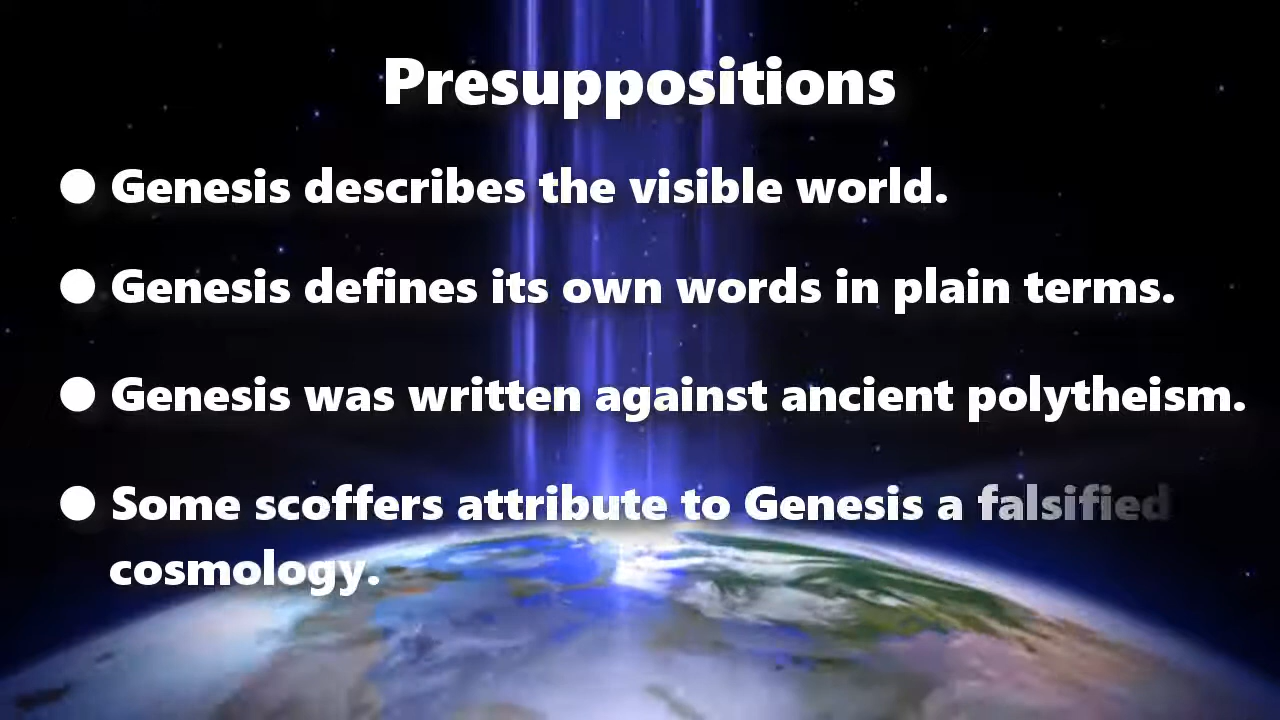 Presuppositions
● Genesis describes the visible world.
● Genesis defines its own words in plain terms.
● Genesis was written against ancient polytheism.
● Some scoffers attribute to Genesis a falsified
cosmology.